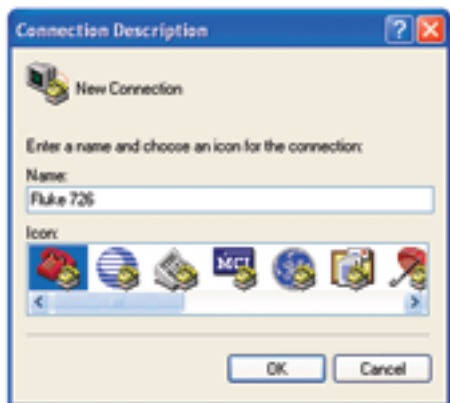 Connection Description
New Connection
Enter a name and choose an icon for the connection:
Name:
Fluke 726
Icon:
MCI
OK
Cancel